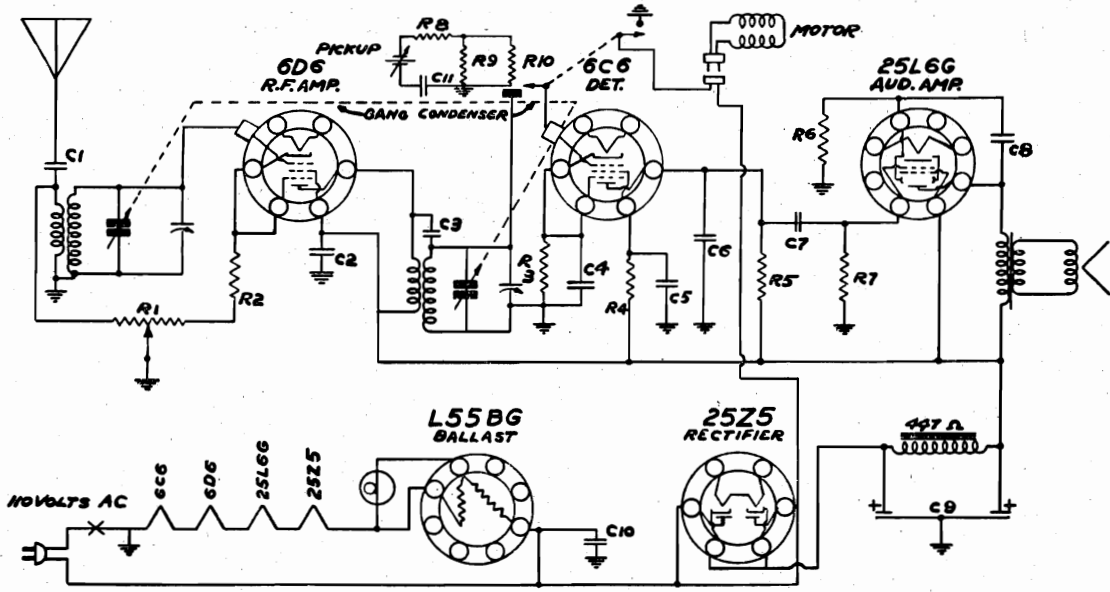 R8
MOTOR
PICKUP
R9
R10
6D6
R.F. AMP.
C11
6C6
DET.
25L6G
AUD. AMP.
GANG CONDENSER
R6
C8
C1
C3
C2
R3
C4
C6
C7
R2
R4
C5
R5
R7
R1
L55BG
BALLAST
25Z5
RECTIFIER
447 Ω
6C6
6D6
25L6G
25Z5
110 VOLTS AC
C9
+
+
C10